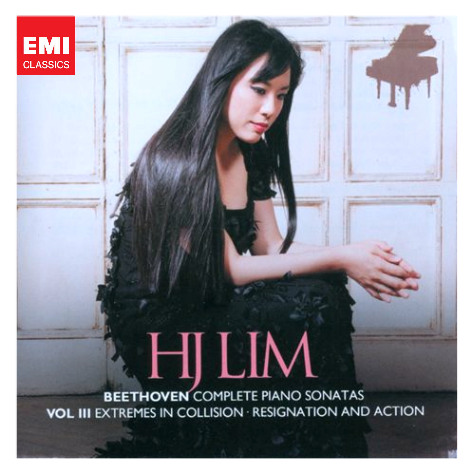 EMI
CLASSICS
HJ LIM
BEETHOVEN COMPLETE PIANO SONATAS
VOL III EXTREMES IN COLLISION · RESIGNATION AND ACTION